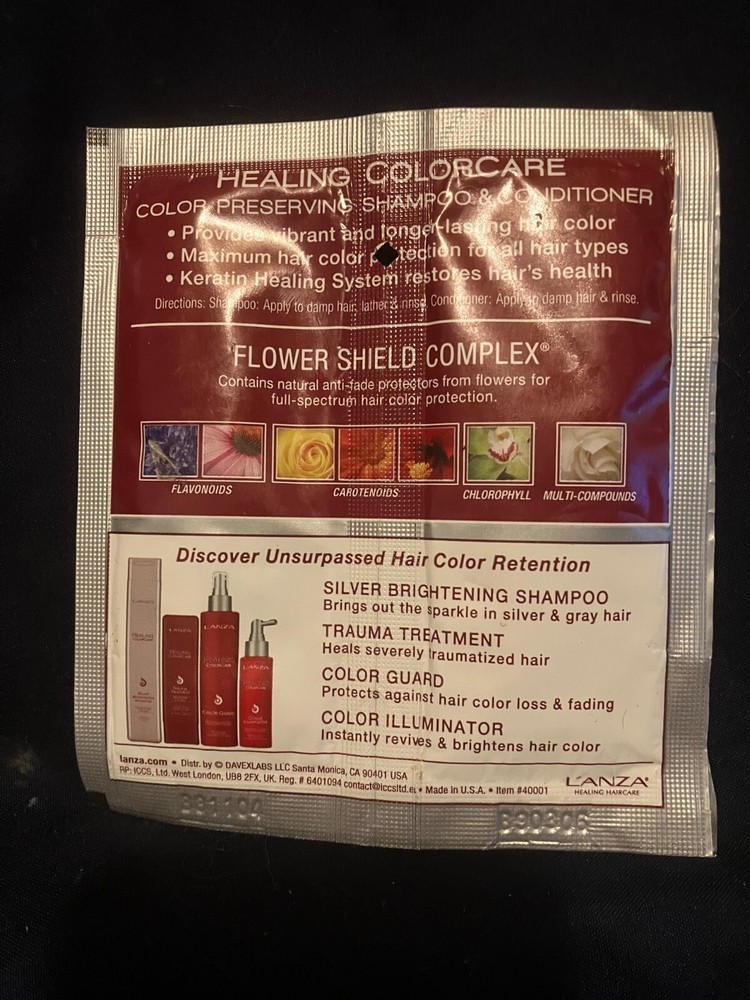 HEALING COLORCARE
COLOR PRESERVING SHAMPOO & CONDITIONER
• Provides vibrant and longer-lasting hair color
• Maximum hair color protection for all hair types
• Keratin Healing System restores hair's health
Directions: Shampoo: Apply to damp hair, lather & rinse. Conditioner: Apply to damp hair & rinse.
FLOWER SHIELD COMPLEX®
Contains natural anti-fade protectors from flowers for
full-spectrum hair color protection.
FLAVONOIDS CAROTENOIDS CHLOROPHYLL MULTI-COMPOUNDS
Discover Unsurpassed Hair Color Retention
SILVER BRIGHTENING SHAMPOO
Brings out the sparkle in silver & gray hair
TRAUMA TREATMENT
Heals severely traumatized hair
COLOR GUARD
Protects against hair color loss & fading
COLOR ILLUMINATOR
Instantly revives & brightens hair color
L'ANZA
L'ANZA
L'ANZA
L'ANZA
lanza.com • Distr. by © DAVEXLABS LLC Santa Monica, CA 90401 USA
RP: ICCS, Ltd. West London, UB8 2FX, UK. Reg. # 6401094 contact@iccsltd.eu • Made in U.S.A. • Item #40001
L'ANZA®
HEALING HAIRCARE